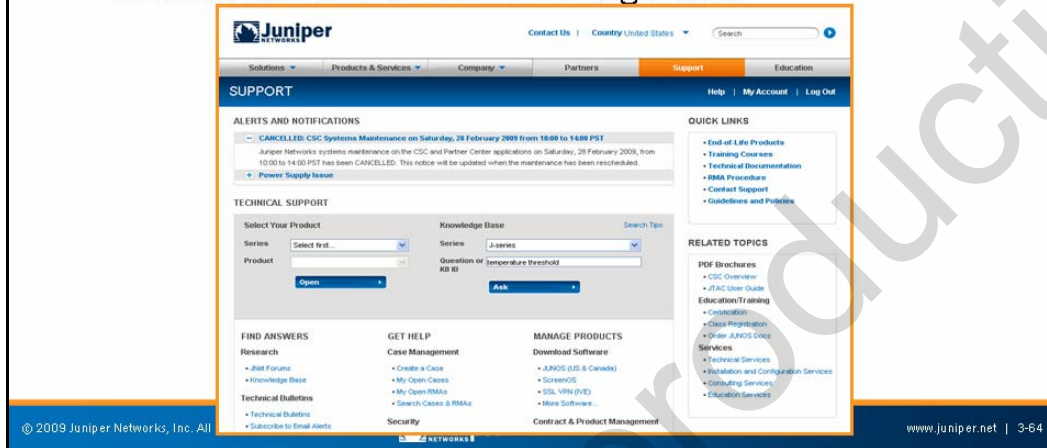 Juniper
NETWORKS
Contact Us | Country United States
Search
Solutions
Products & Services
Company
Partners
Support
Education
SUPPORT
Help | My Account | Log Out
ALERTS AND NOTIFICATIONS
CANCELLED: CSC Systems Maintenance on Saturday, 28 February 2009 from 10:00 to 14:00 PST
Juniper Networks systems maintenance on the CSC and Partner Center applications on Saturday, 28 February 2009, from
10:00 to 14:00 PST has been CANCELLED. This notice will be updated when the maintenance has been rescheduled.
Power Supply Issue
QUICK LINKS
• End-of-Life Products
• Training Courses
• Technical Documentation
• RMA Procedure
• Contact Support
• Guidelines and Policies
TECHNICAL SUPPORT
Select Your Product
Series Select first...
Product
Open
Knowledge Base
Search Tips
Series J-series
Question or KB ID temperature threshold
Ask
RELATED TOPICS
PDF Brochures
• CSC Overview
• JTAC User Guide
Education/Training
• Certification
• Class Registration
• Order JUNOS Docs
Services
• Technical Services
• Installation and Configuration Services
• Consulting Services
• Education Services
FIND ANSWERS
Research
• JNet Forums
• Knowledge Base
Technical Bulletins
• Technical Bulletins
• Subscribe to Email Alerts
GET HELP
Case Management
• Create a Case
• My Open Cases
• My Open RMAs
• Search Cases & RMAs
Security
MANAGE PRODUCTS
Download Software
• JUNOS (US & Canada)
• ScreenOS
• SSL VPN (IVE)
• More Software...
Contract & Product Management
© 2009 Juniper Networks, Inc. All
NETWORKS
www.juniper.net | 3-64